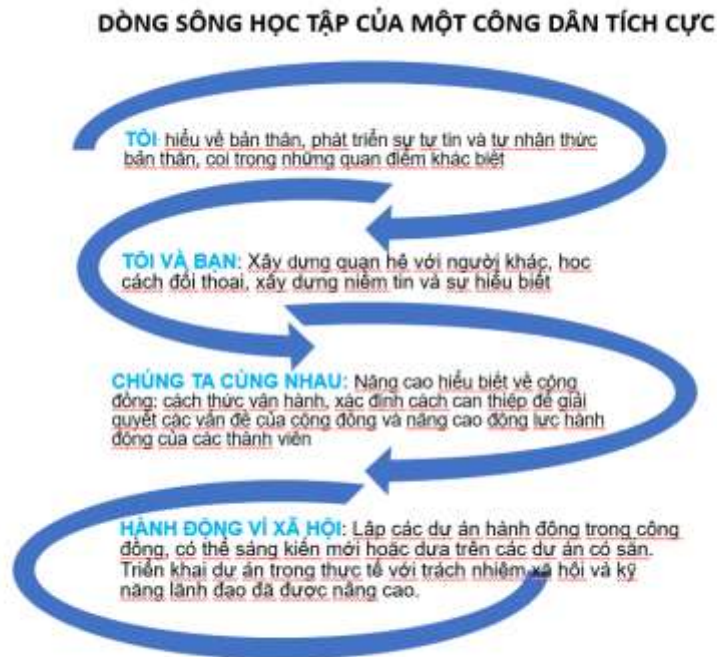 DÒNG SÔNG HỌC TẬP CỦA MỘT CÔNG DÂN TÍCH CỰC
TÔI: hiểu về bản thân, phát triển sự tự tin và tự nhận thức
bản thân, coi trọng những quan điểm khác biệt
TÔI VÀ BẠN: Xây dựng quan hệ với người khác, học
cách đối thoại, xây dựng niềm tin và sự hiểu biết
CHÚNG TA CÙNG NHAU: Nâng cao hiểu biết về cộng
đồng: cách thức vận hành, xác định cách can thiệp để giải
quyết các vấn đề của cộng đồng và nâng cao động lực hành
động của các thành viên
HÀNH ĐỘNG VÌ XÃ HỘI: Lập các dự án hành động trong cộng
đồng, có thể sáng kiến mới hoặc dựa trên các dự án có sẵn.
Triển khai dự án trong thực tế với trách nhiệm xã hội và kỹ
năng lãnh đạo đã được nâng cao.